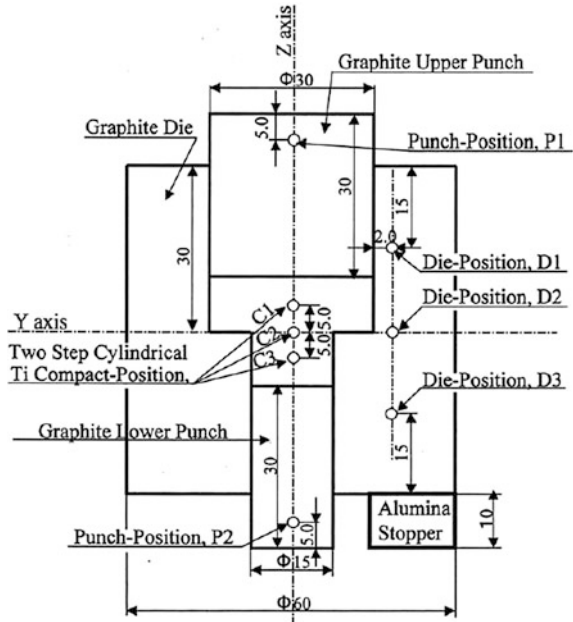 Z axis
Φ30
Graphite Upper Punch
Graphite Die
5.0
Punch-Position, P1
30
15
30
2.0
Die-Position, D1
C1
5.0
Y axis
C2
Die-Position, D2
5.0
Two Step Cylindrical
Ti Compact-Position,
C3
Die-Position, D3
Graphite Lower Punch
30
15
Alumina
Stopper
10
Punch-Position, P2
5.0
Φ15
Φ60